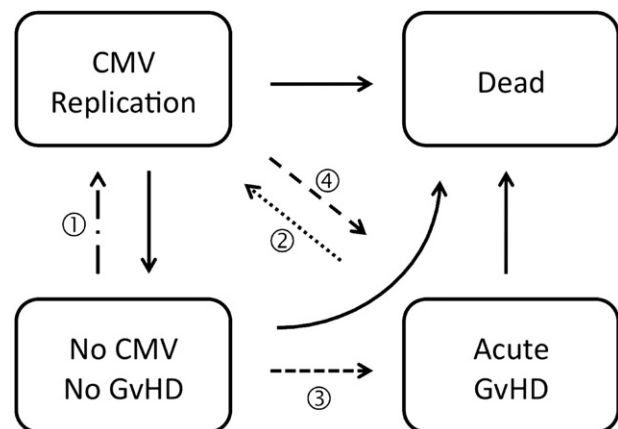 CMV
Replication
Dead
①
④
②
No CMV
No GvHD
③
Acute
GvHD